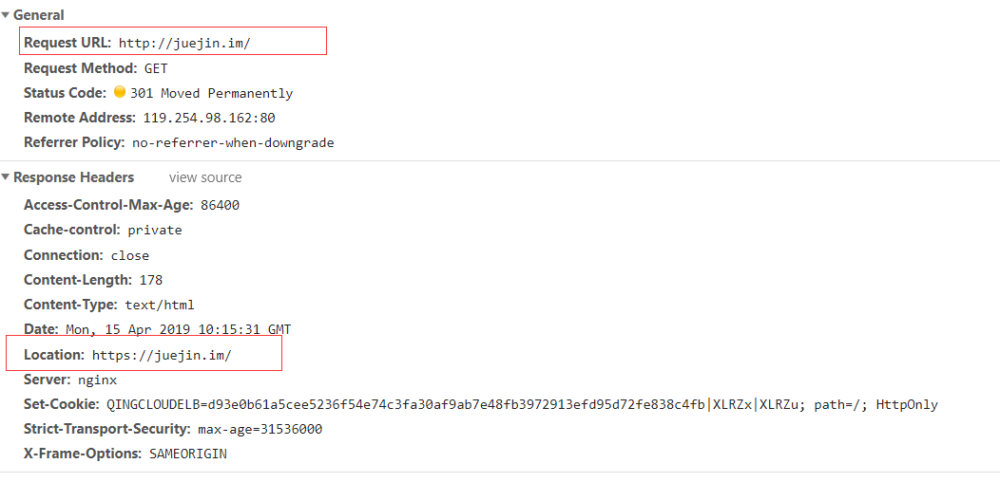 General
Request URL: http://juejin.im/
Request Method: GET
Status Code: 301 Moved Permanently
Remote Address: 119.254.98.162:80
Referrer Policy: no-referrer-when-downgrade
Response Headers view source
Access-Control-Max-Age: 86400
Cache-control: private
Connection: close
Content-Length: 178
Content-Type: text/html
Date: Mon, 15 Apr 2019 10:15:31 GMT
Location: https://juejin.im/
Server: nginx
Set-Cookie: QINGCLOUDELB=d93e0b61a5cee5236f54e74c3fa30af9ab7e48fb3972913efd95d72fe838c4fb|XLRZx|XLRZu; path=/; HttpOnly
Strict-Transport-Security: max-age=31536000
X-Frame-Options: SAMEORIGIN